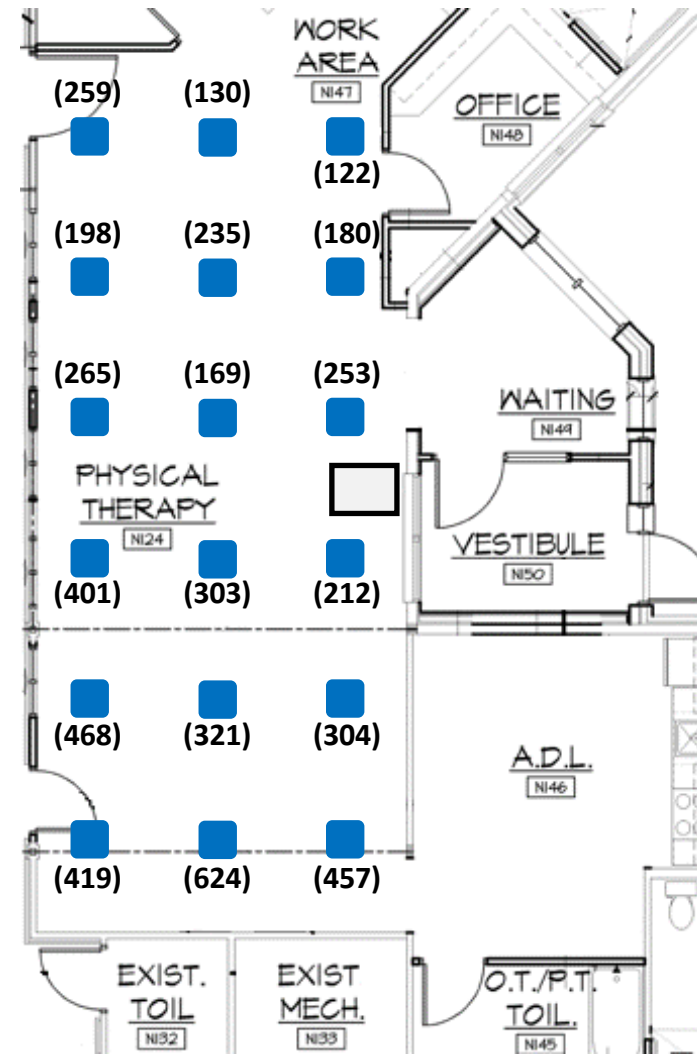 WORK
AREA
N147
(259)
(130)
(122)
OFFICE
N148
(198)
(235)
(180)
(265)
(169)
(253)
WAITING
N149
PHYSICAL
THERAPY
N124
VESTIBULE
N150
(401)
(303)
(212)
(468)
(321)
(304)
A.D.L.
N146
(419)
(624)
(457)
EXIST.
TOIL
N132
EXIST
MECH.
N133
O.T./P.T.
TOIL.
N145